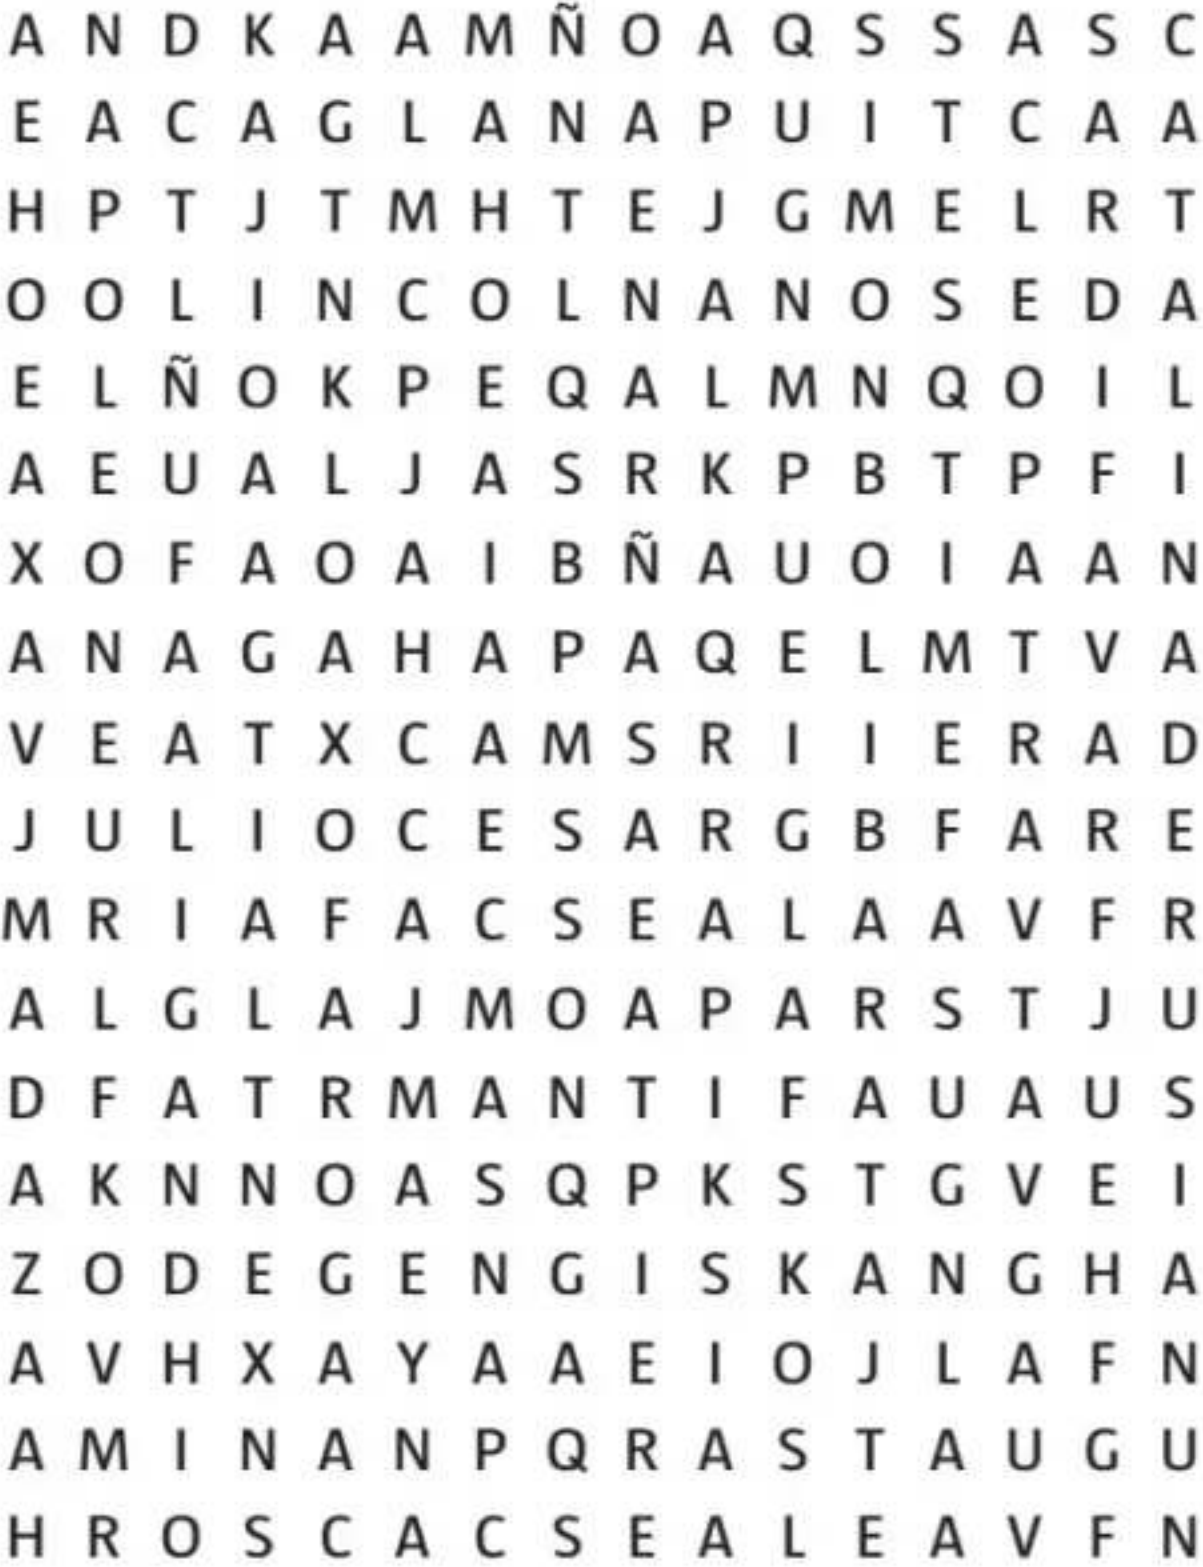 A N D K A A M Ñ O A Q S S A S C
E A C A G L A N A P U I T C A A
H P T J T M H T E J G M E L R T
O O L I N C O L N A N O S E D A
E L Ñ O K P E Q A L M N Q O I L
A E U A L J A S R K P B T P F I
X O F A O A I B Ñ A U O I A A N
A N A G A H A P A Q E L M T V A
V E A T X C A M S R I I E R A D
J U L I O C E S A R G B F A R E
M R I A F A C S E A L A A V F R
A L G L A J M O A P A R S T J U
D F A T R M A N T I F A U A U S
A K N N O A S Q P K S T G V E I
Z O D E G E N G I S K A N G H A
A V H X A Y A A E I O J L A F N
A M I N A N P Q R A S T A U G U
H R O S C A C S E A L E A V F N